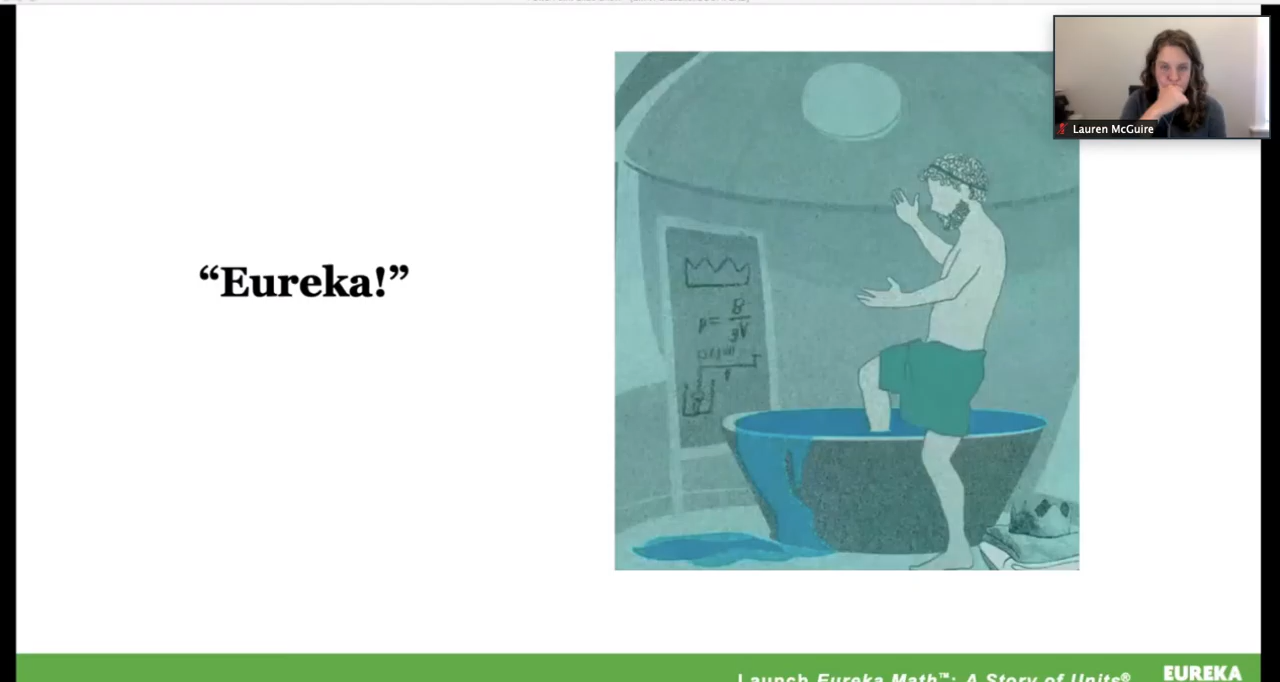 Lauren McGuire
“Eureka!”
Launch Eureka Math™: A Story of Units®
EUREKA